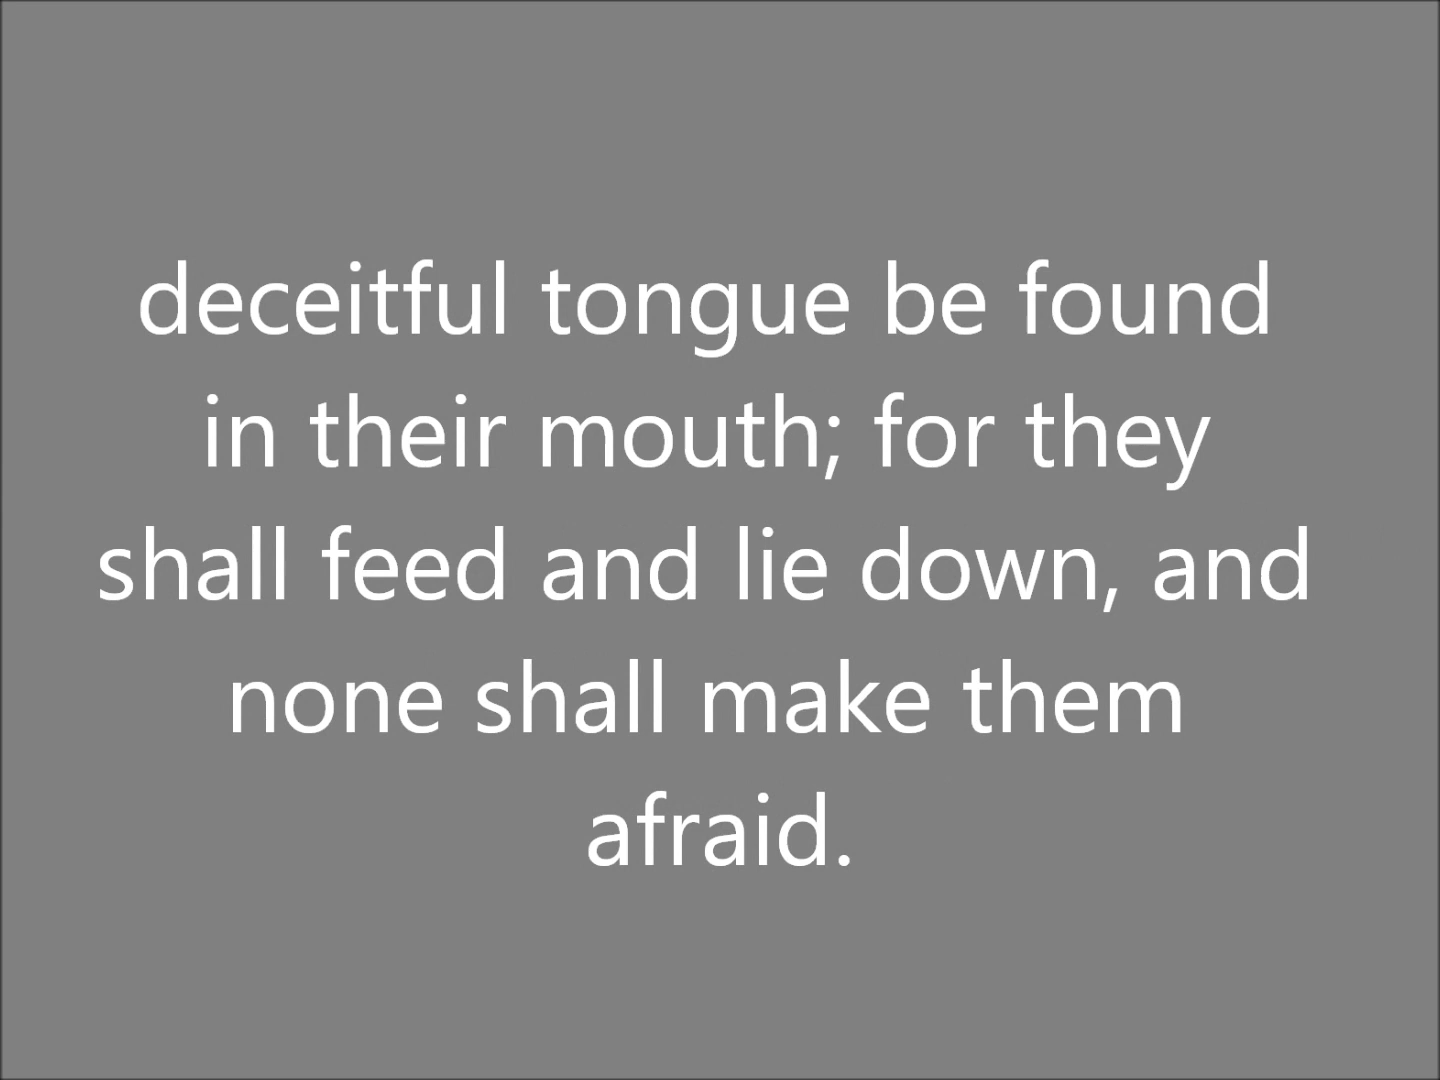 deceitful tongue be found
in their mouth; for they
shall feed and lie down, and
none shall make them
afraid.